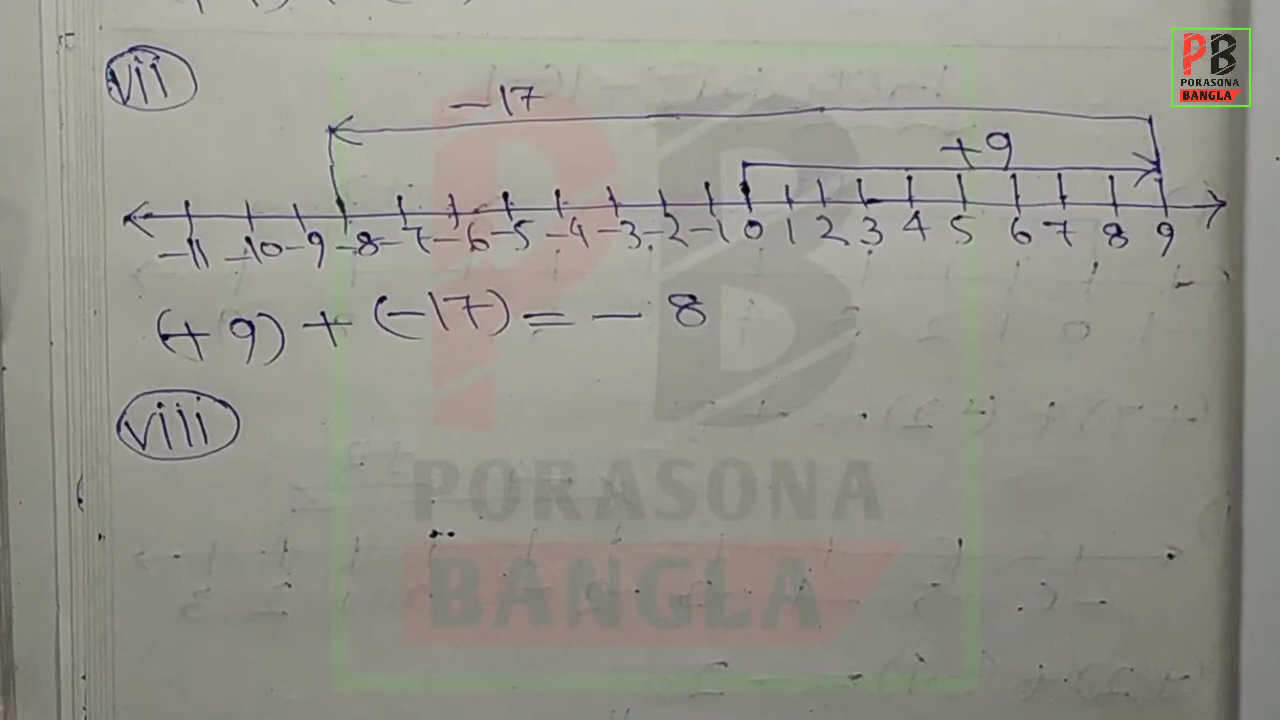 PB
PORASONA
BANGLA
vii
-17
+9
-11 -10 -9 -8 -7 -6 -5 -4 -3 -2 -1 0 1 2 3 4 5 6 7 8 9
(+9) + (-17) = - 8
viii
PB
PORASONA
BANGLA